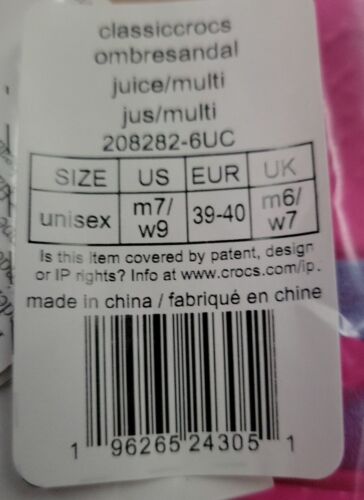 classiccrocs
ombresandal
juice/multi
jus/multi
208282-6UC
SIZE US EUR UK
unisex m7/ w9 39-40 m6/ w7
Is this item covered by patent, design
or IP rights? Info at www.crocs.com/ip.
made in china / fabriqué en chine
1 96265 24305 1